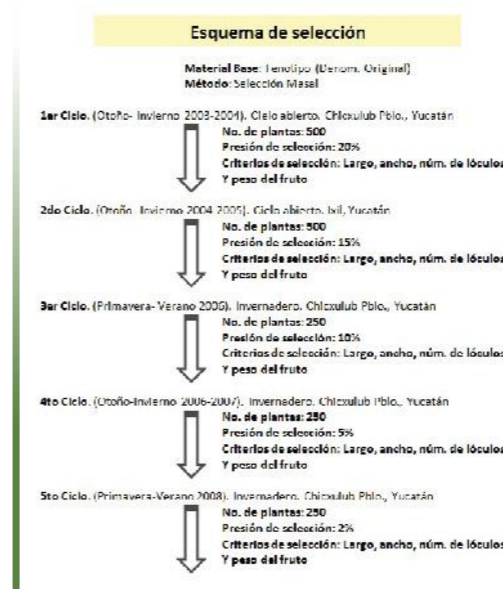 Esquema de selección
Material Base: Fenotipo (Denom. Original)
Método: Selección Masal
1er Ciclo. (Otoño- Invierno 2003-2004). Cielo abierto. Chicxulub Pblo., Yucatán
No. de plantas: 500
Presión de selección: 20%
Criterios de selección: Largo, ancho, núm. de lóculos
Y peso del fruto
2do Ciclo. (Otoño- Invierno 2004-2005). Cielo abierto. Ixil, Yucatán
No. de plantas: 500
Presión de selección: 15%
Criterios de selección: Largo, ancho, núm. de lóculos
Y peso del fruto
3er Ciclo. (Primavera- Verano 2006). Invernadero. Chicxulub Pblo., Yucatán
No. de plantas: 250
Presión de selección: 10%
Criterios de selección: Largo, ancho, núm. de lóculos
Y peso del fruto
4to Ciclo. (Otoño-Invierno 2006-2007). Invernadero. Chicxulub Pblo., Yucatán
No. de plantas: 250
Presión de selección: 5%
Criterios de selección: Largo, ancho, núm. de lóculos
Y peso del fruto
5to Ciclo. (Primavera-Verano 2008). Invernadero. Chicxulub Pblo., Yucatán
No. de plantas: 250
Presión de selección: 2%
Criterios de selección: Largo, ancho, núm. de lóculos
Y peso del fruto